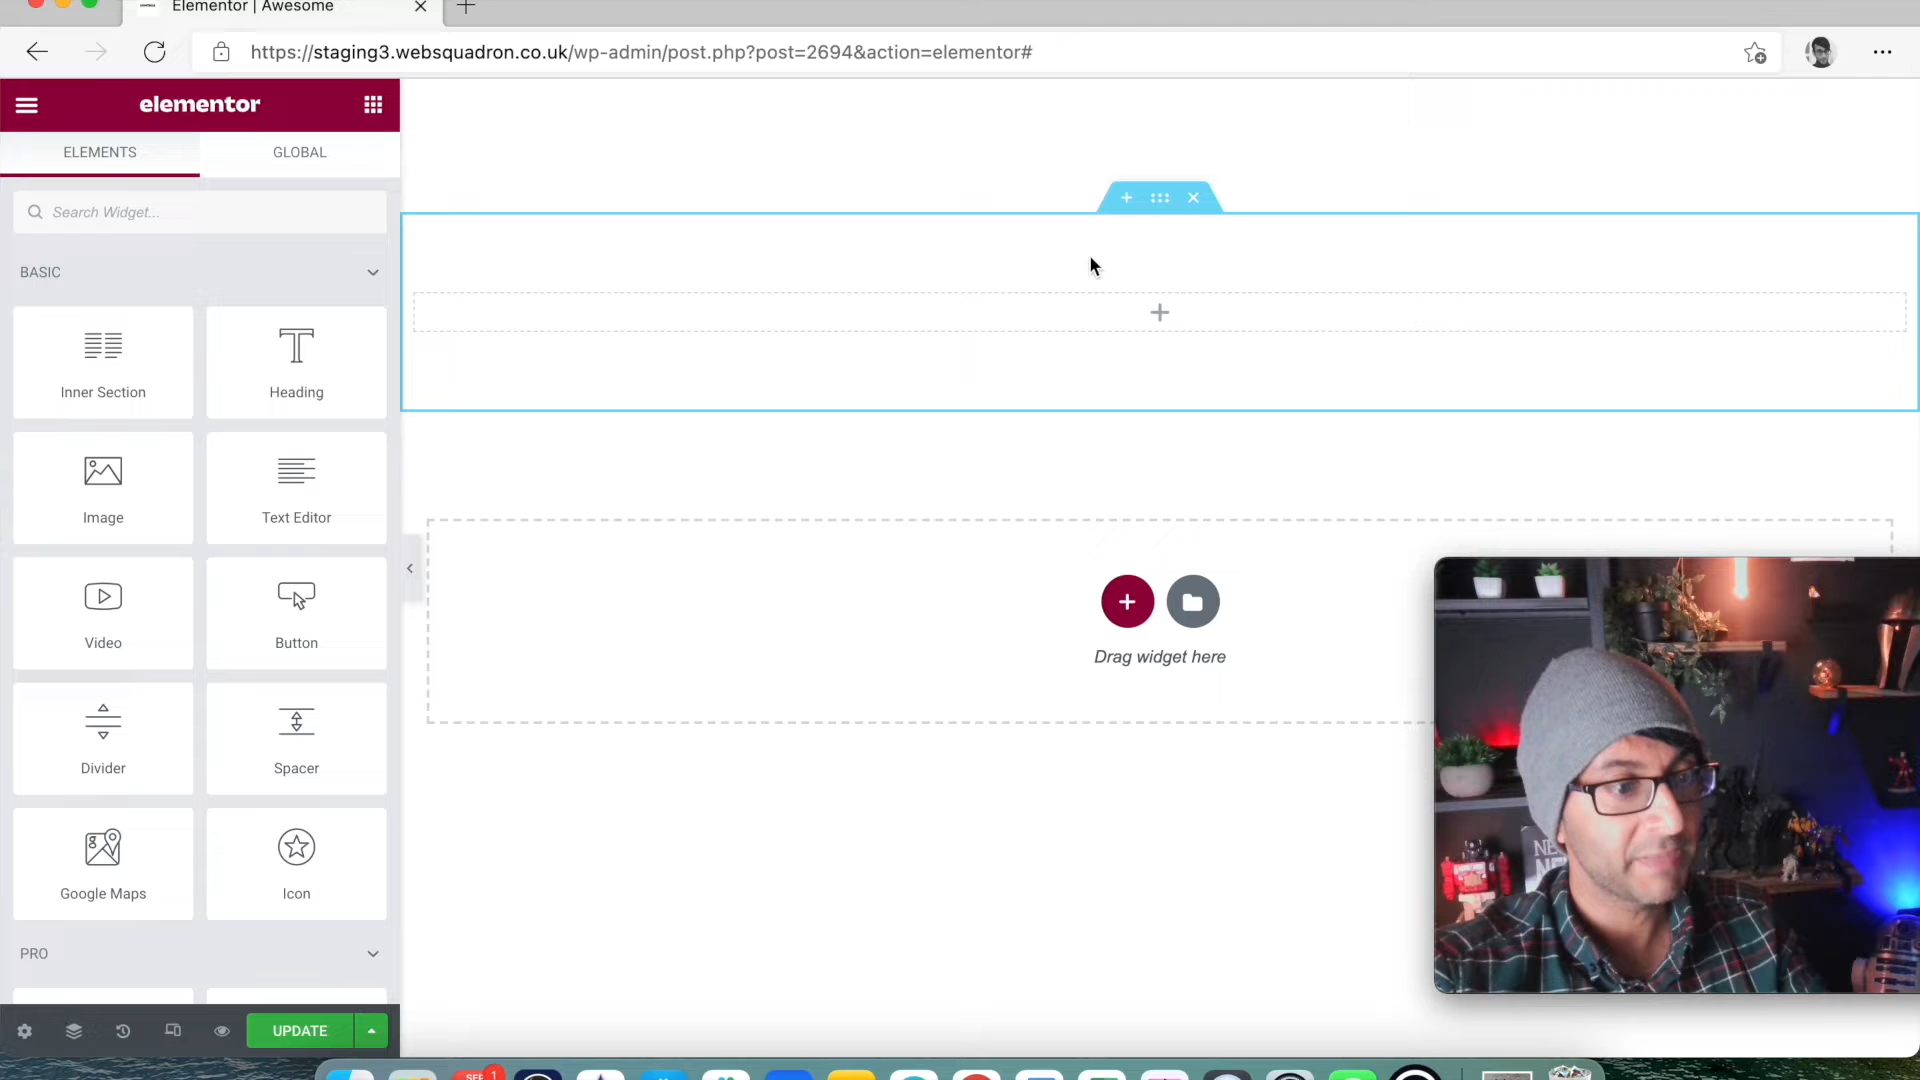 Elementor | Awesome
https://staging3.websquadron.co.uk/wp-admin/post.php?post=2694&action=elementor#
elementor
ELEMENTS
GLOBAL
Search Widget...
BASIC
Inner Section
Heading
Image
Text Editor
Video
Button
Divider
Spacer
Google Maps
Icon
PRO
Drag widget here
UPDATE
SEP
1